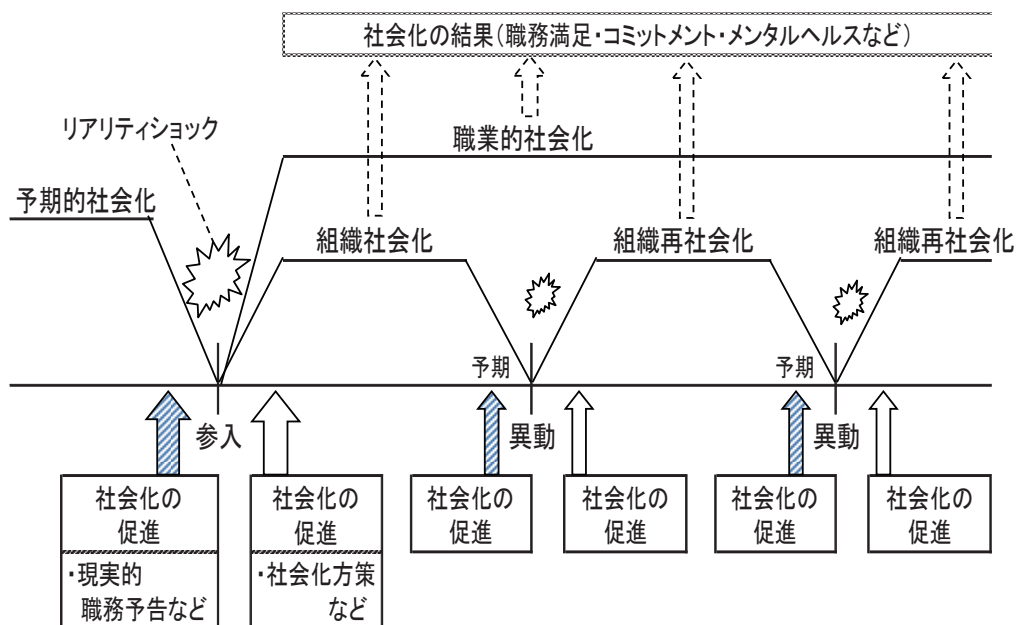 社会化の結果（職務満足・コミットメント・メンタルヘルスなど）
リアリティショック
職業的社会化
予期的社会化
組織社会化
組織再社会化
組織再社会化
予期
予期
参入
異動
異動
社会化の
促進
・現実的
職務予告など
社会化の
促進
・社会化方策
など
社会化の
促進
社会化の
促進
社会化の
促進
社会化の
促進